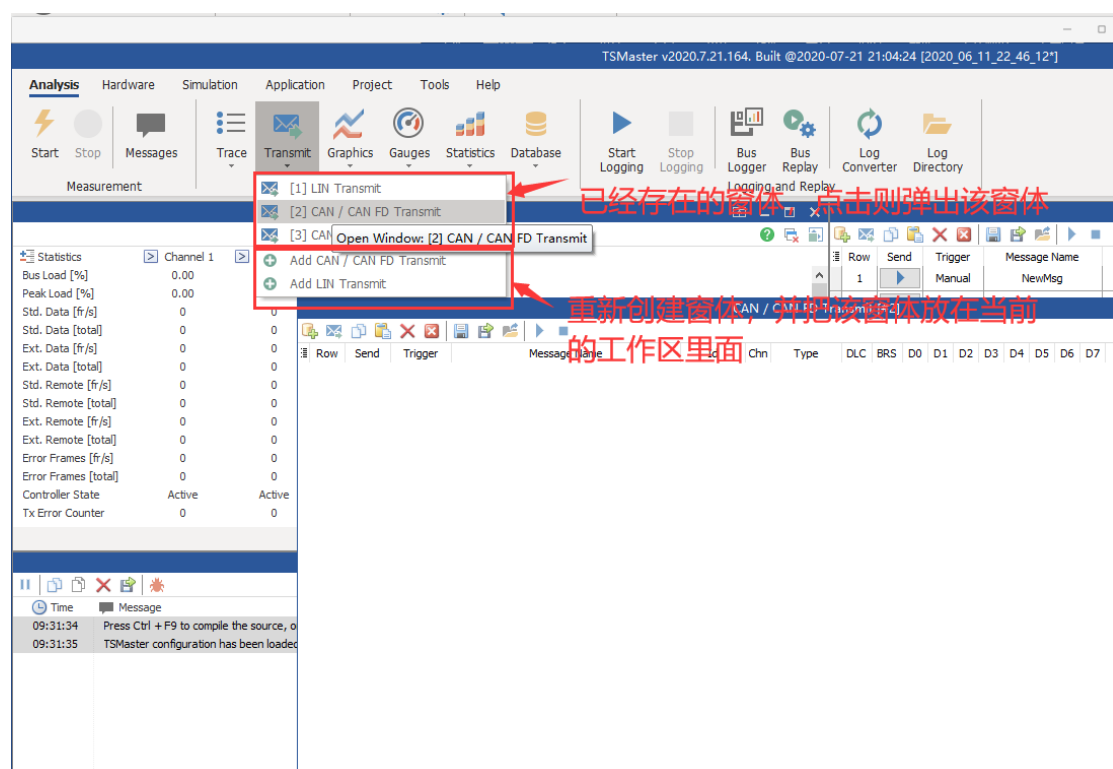 TSMaster v2020.7.21.164. Built @2020-07-21 21:04:24 [2020_06_11_22_46_12*]
Analysis Hardware Simulation Application Project Tools Help
Start Stop Messages Trace Transmit Graphics Gauges Statistics Database Start Logging Stop Logging Bus Logger Bus Replay Log Converter Log Directory
Measurement Logging and Replay
[1] LIN Transmit
已经存在的窗体，点击则弹出该窗体
[2] CAN / CAN FD Transmit
[3] CAN
Open Window: [2] CAN / CAN FD Transmit
Add CAN / CAN FD Transmit
Add LIN Transmit
Row Send Trigger Message Name
1 Manual NewMsg
重新创建窗体，并把该窗体放在当前
的工作区里面
CAN / CAN FD Transmit [#2]
Row Send Trigger Message Name Chn Type DLC BRS D0 D1 D2 D3 D4 D5 D6 D7
Statistics Channel 1
Bus Load [%] 0.00
Peak Load [%] 0.00
Std. Data [fr/s] 0 0
Std. Data [total] 0 0
Ext. Data [fr/s] 0 0
Ext. Data [total] 0 0
Std. Remote [fr/s] 0 0
Std. Remote [total] 0 0
Ext. Remote [fr/s] 0 0
Ext. Remote [total] 0 0
Error Frames [fr/s] 0 0
Error Frames [total] 0 0
Controller State Active Active
Tx Error Counter 0 0
Time Message
09:31:34 Press Ctrl + F9 to compile the source, o
09:31:35 TSMaster configuration has been loaded